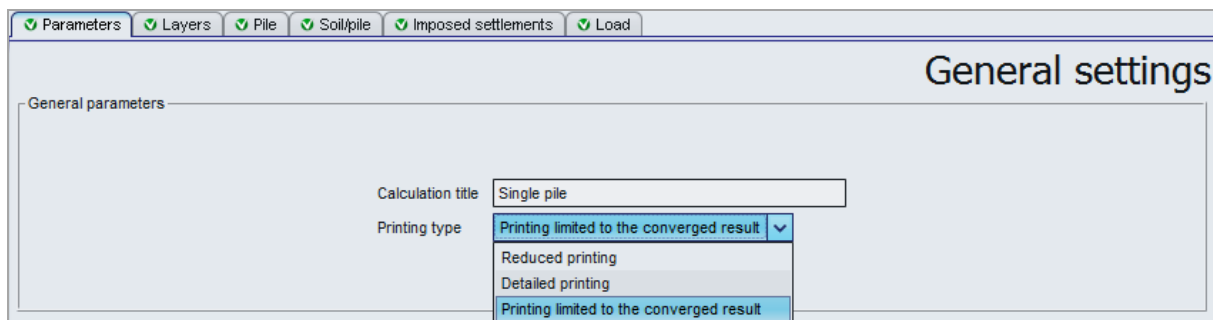 Parameters Layers Pile Soil/pile Imposed settlements Load
General settings
General parameters
Calculation title Single pile
Printing type Printing limited to the converged result
Reduced printing
Detailed printing
Printing limited to the converged result